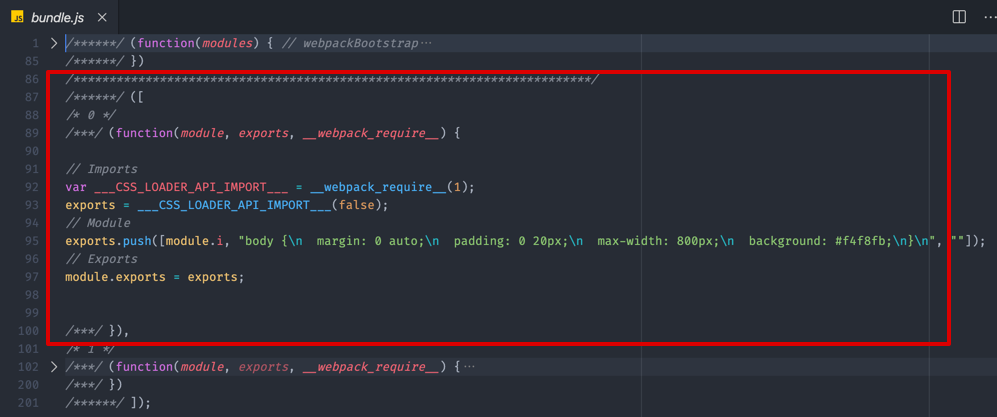 JS bundle.js ×
1 /******/ (function(modules) { // webpackBootstrap···
85 /******/ })
86 /************************************************************************/
87 /******/ ([
88 /* 0 */
89 /***/ (function(module, exports, __webpack_require__) {
90
91 // Imports
92 var ___CSS_LOADER_API_IMPORT___ = __webpack_require__(1);
93 exports = ___CSS_LOADER_API_IMPORT___(false);
94 // Module
95 exports.push([module.i, "body {\n  margin: 0 auto;\n  padding: 0 20px;\n  max-width: 800px;\n  background: #f4f8fb;\n}\n", ""]);
96 // Exports
97 module.exports = exports;
98
99
100 /***/ }),
101 /* 1 */
102 /***/ (function(module, exports, __webpack_require__) {···
200 /***/ })
201 /******/ ]);